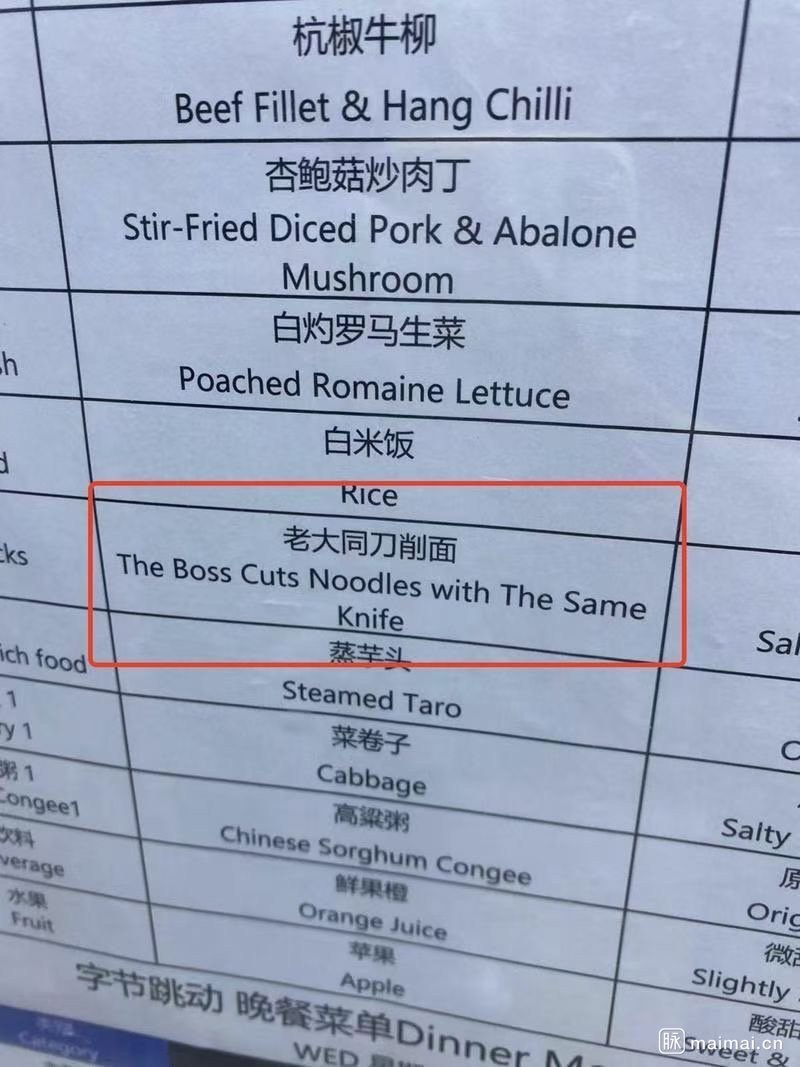 杭椒牛柳
Beef Fillet & Hang Chilli
杏鲍菇炒肉丁
Stir-Fried Diced Pork & Abalone
Mushroom
白灼罗马生菜
Poached Romaine Lettuce
白米饭
Rice
老大同刀削面
The Boss Cuts Noodles with The Same
Knife
蒸芋头
Steamed Taro
菜卷子
Cabbage
高粱粥
Chinese Sorghum Congee
鲜果橙
Orange Juice
苹果
Apple
cks
ich food
1
ry 1
粥 1
Congee1
饮料
verage
水果
Fruit
Sal
Salty
原
Orig
微甜
Slightly
酸甜
Sweet &
字节跳动 晚餐菜单Dinner Me
Category
WED 星期
脉 maimai.cn